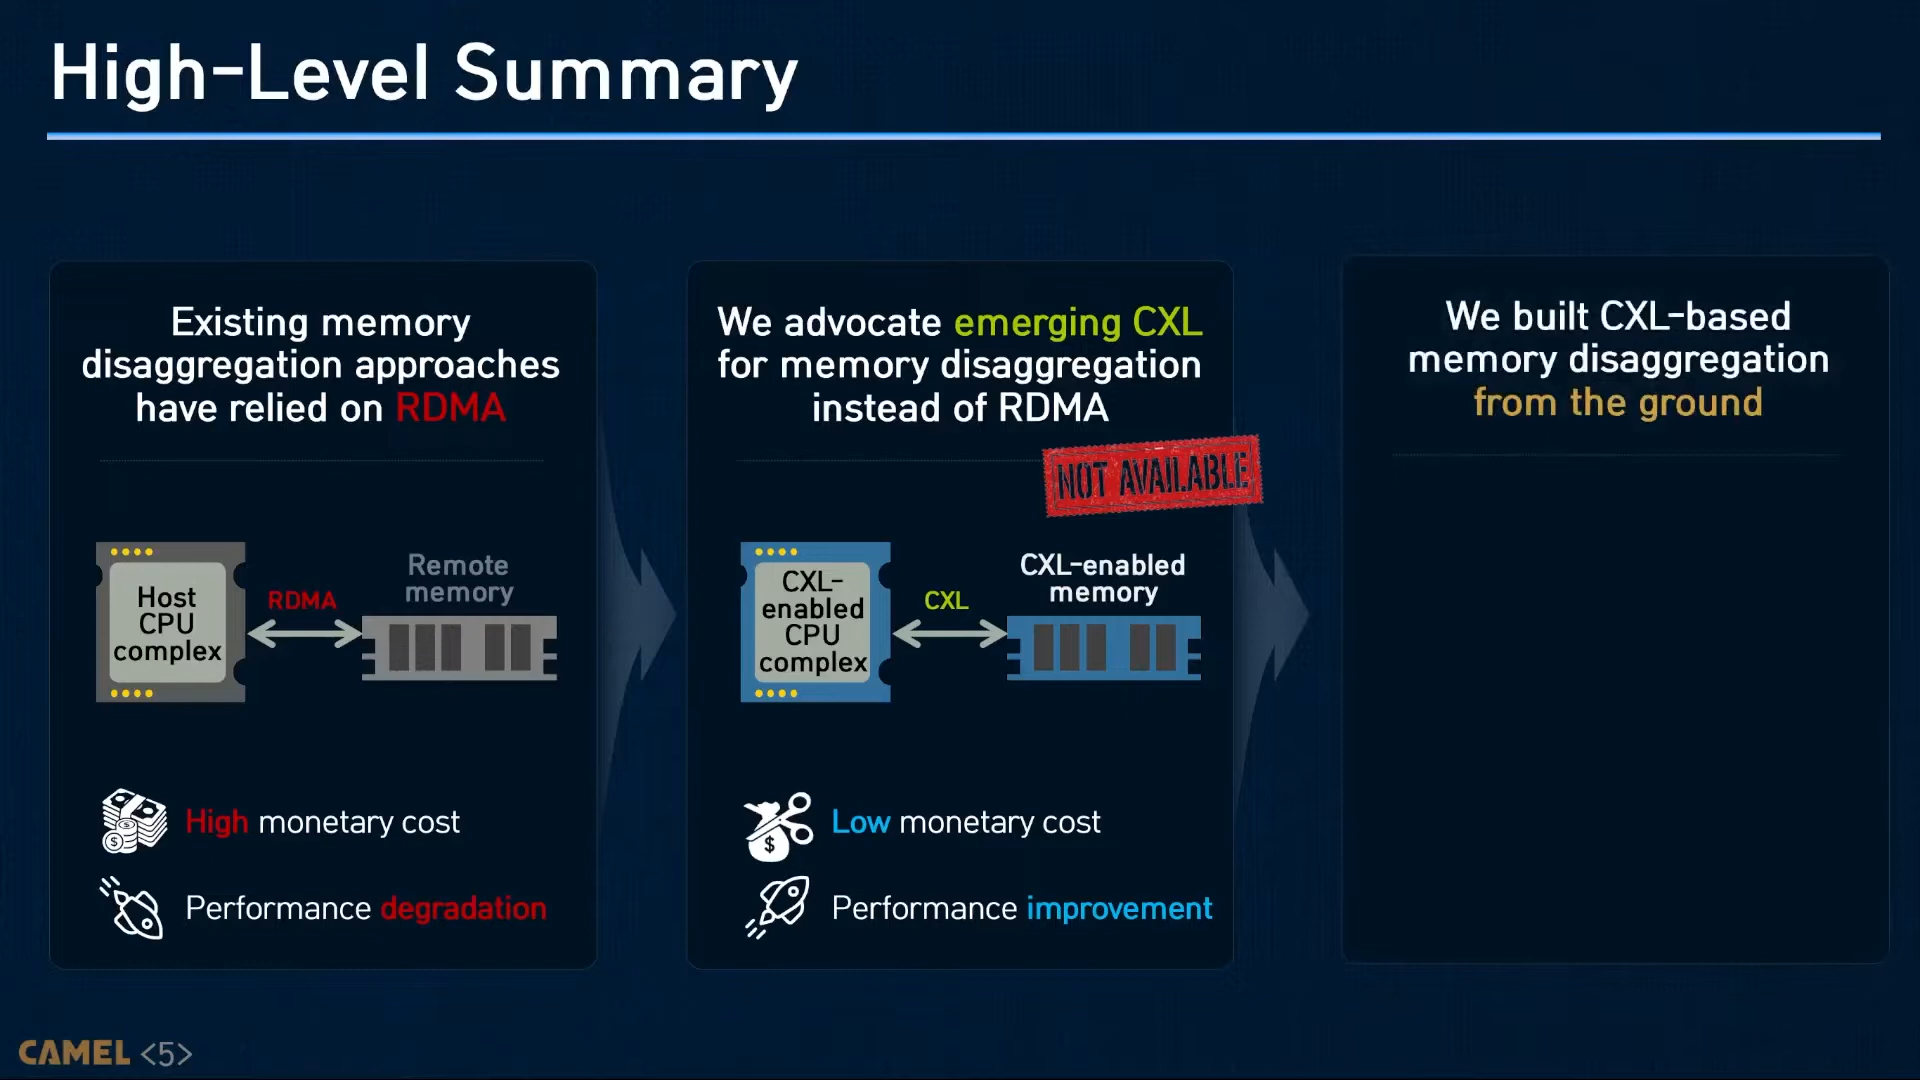 High-Level Summary
Existing memory
disaggregation approaches
have relied on RDMA
Host
CPU
complex
RDMA
Remote
memory
High monetary cost
Performance degradation
We advocate emerging CXL
for memory disaggregation
instead of RDMA
NOT AVAILABLE
CXL-
enabled
CPU
complex
CXL
CXL-enabled
memory
$
Low monetary cost
Performance improvement
We built CXL-based
memory disaggregation
from the ground
CAMEL <5>